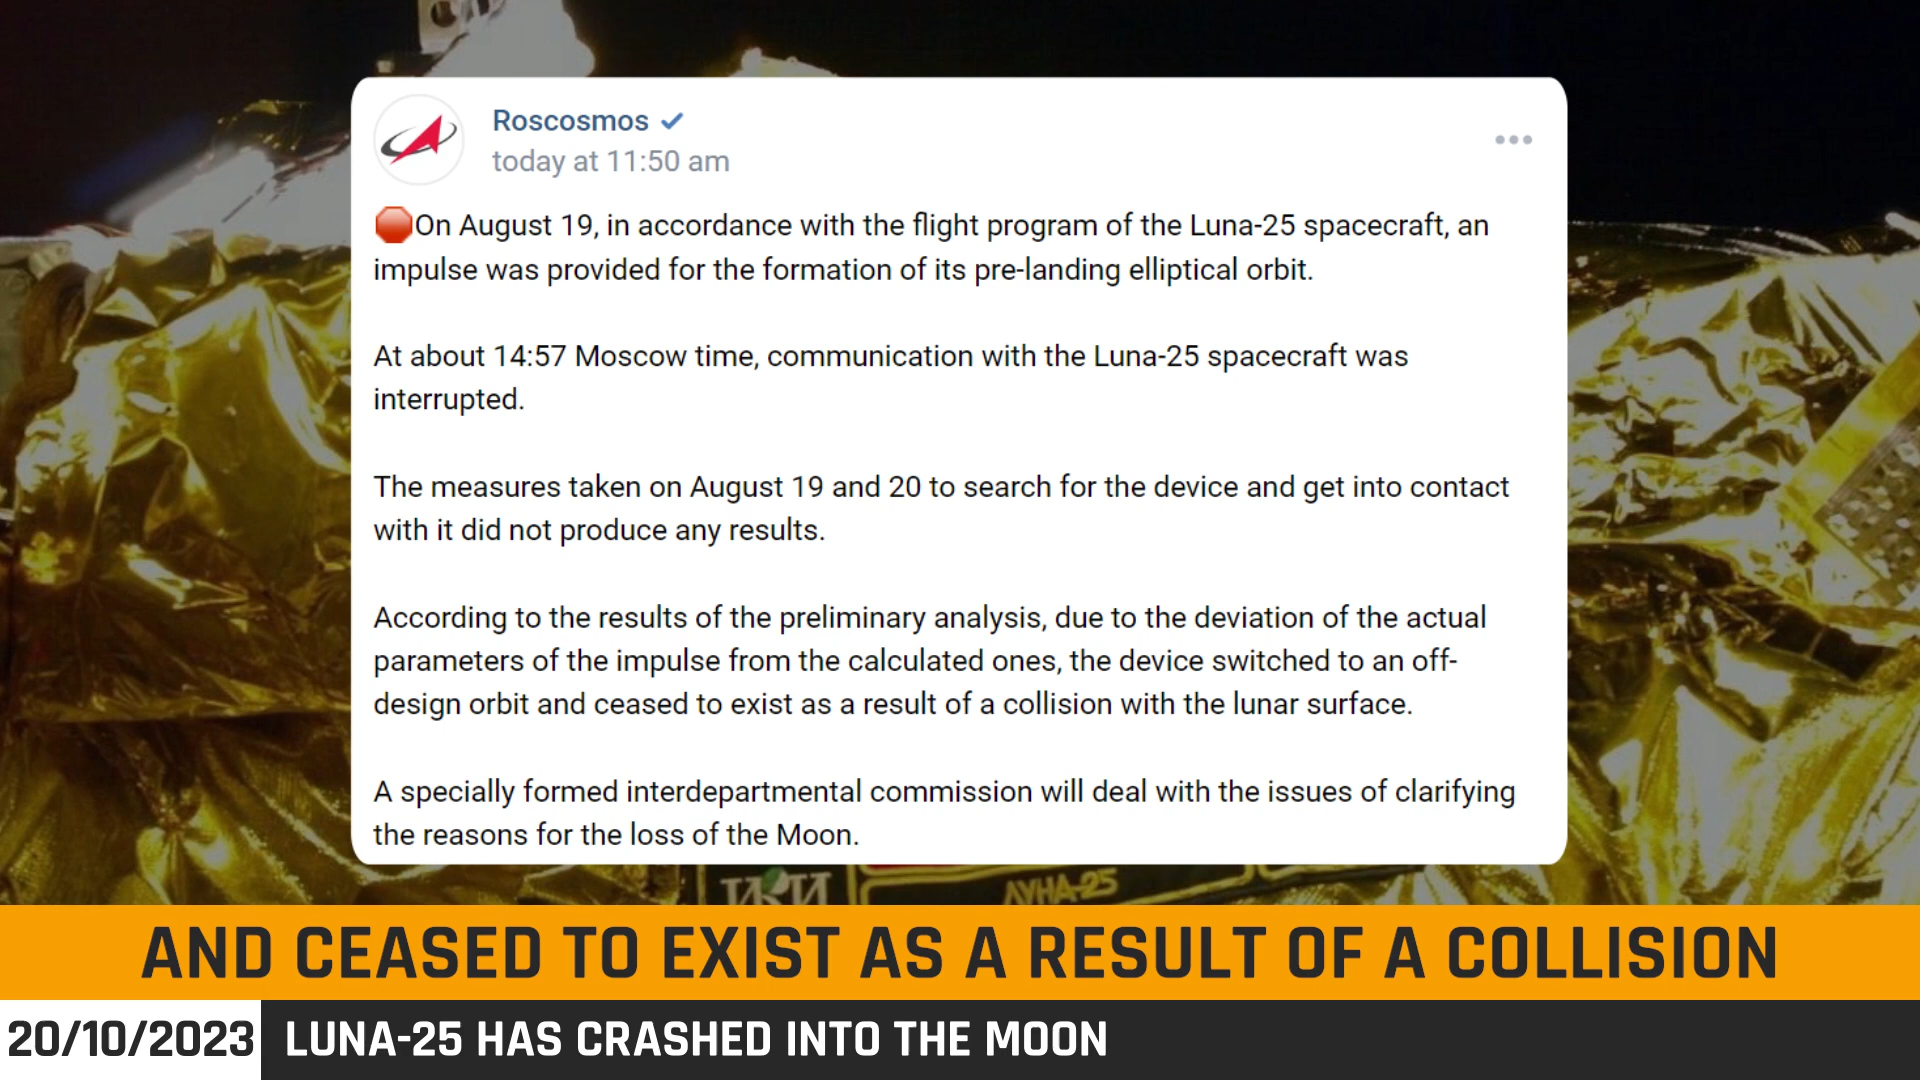 Roscosmos
today at 11:50 am
On August 19, in accordance with the flight program of the Luna-25 spacecraft, an
impulse was provided for the formation of its pre-landing elliptical orbit.
At about 14:57 Moscow time, communication with the Luna-25 spacecraft was
interrupted.
The measures taken on August 19 and 20 to search for the device and get into contact
with it did not produce any results.
According to the results of the preliminary analysis, due to the deviation of the actual
parameters of the impulse from the calculated ones, the device switched to an off-
design orbit and ceased to exist as a result of a collision with the lunar surface.
A specially formed interdepartmental commission will deal with the issues of clarifying
the reasons for the loss of the Moon.
ИКИ
ЛУНА-25
AND CEASED TO EXIST AS A RESULT OF A COLLISION
20/10/2023
LUNA-25 HAS CRASHED INTO THE MOON